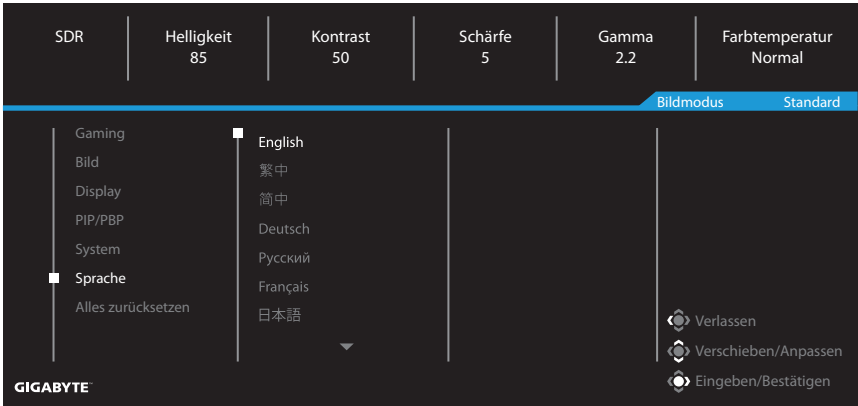 SDR
Helligkeit
85
Kontrast
50
Schärfe
5
Gamma
2.2
Farbtemperatur
Normal
Bildmodus Standard
Gaming
Bild
Display
PIP/PBP
System
Sprache
Alles zurücksetzen
English
繁中
简中
Deutsch
Русский
Français
日本語
Verlassen
Verschieben/Anpassen
Eingeben/Bestätigen
GIGABYTE™